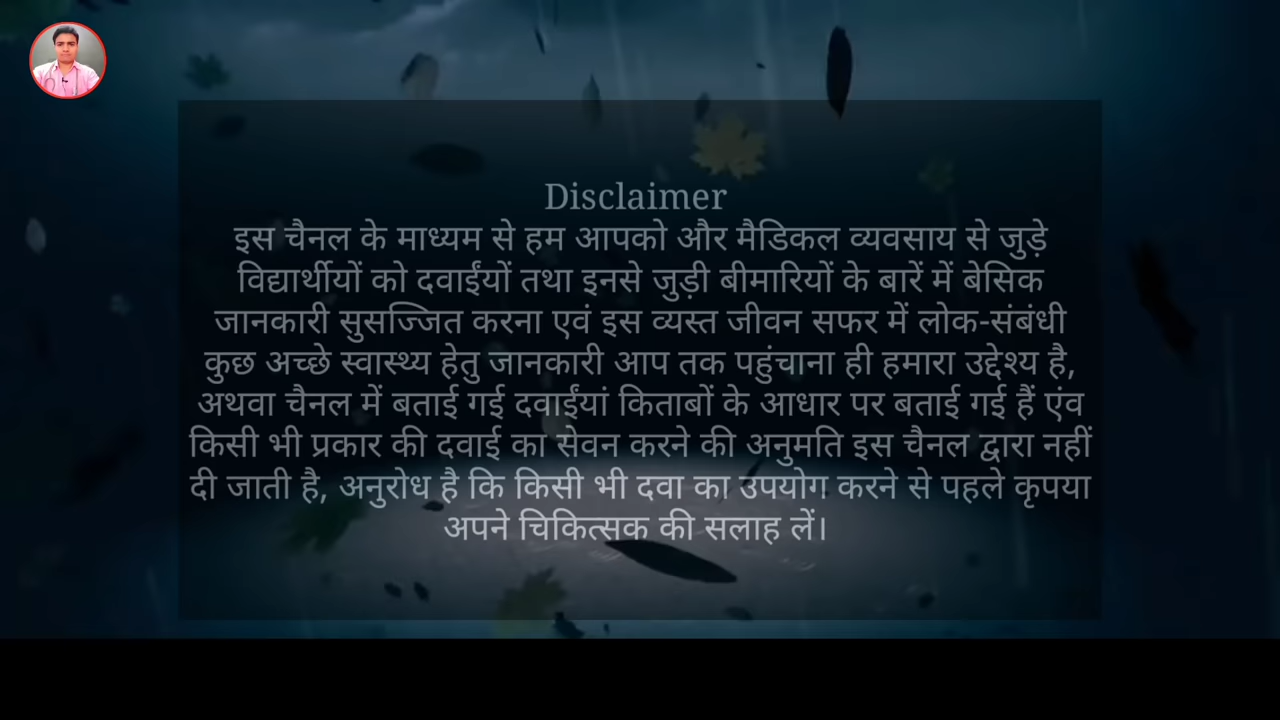 Disclaimer
इस चैनल के माध्यम से हम आपको और मैडिकल व्यवसाय से जुड़े
विद्यार्थीयों को दवाईंयों तथा इनसे जुड़ी बीमारियों के बारें में बेसिक
जानकारी सुसज्जित करना एवं इस व्यस्त जीवन सफर में लोक-संबंधी
कुछ अच्छे स्वास्थ्य हेतु जानकारी आप तक पहुंचाना ही हमारा उद्देश्य है,
अथवा चैनल में बताई गई दवाईंयां किताबों के आधार पर बताई गई हैं एंव
किसी भी प्रकार की दवाई का सेवन करने की अनुमति इस चैनल द्वारा नहीं
दी जाती है, अनुरोध है कि किसी भी दवा का उपयोग करने से पहले कृपया
अपने चिकित्सक की सलाह लें।